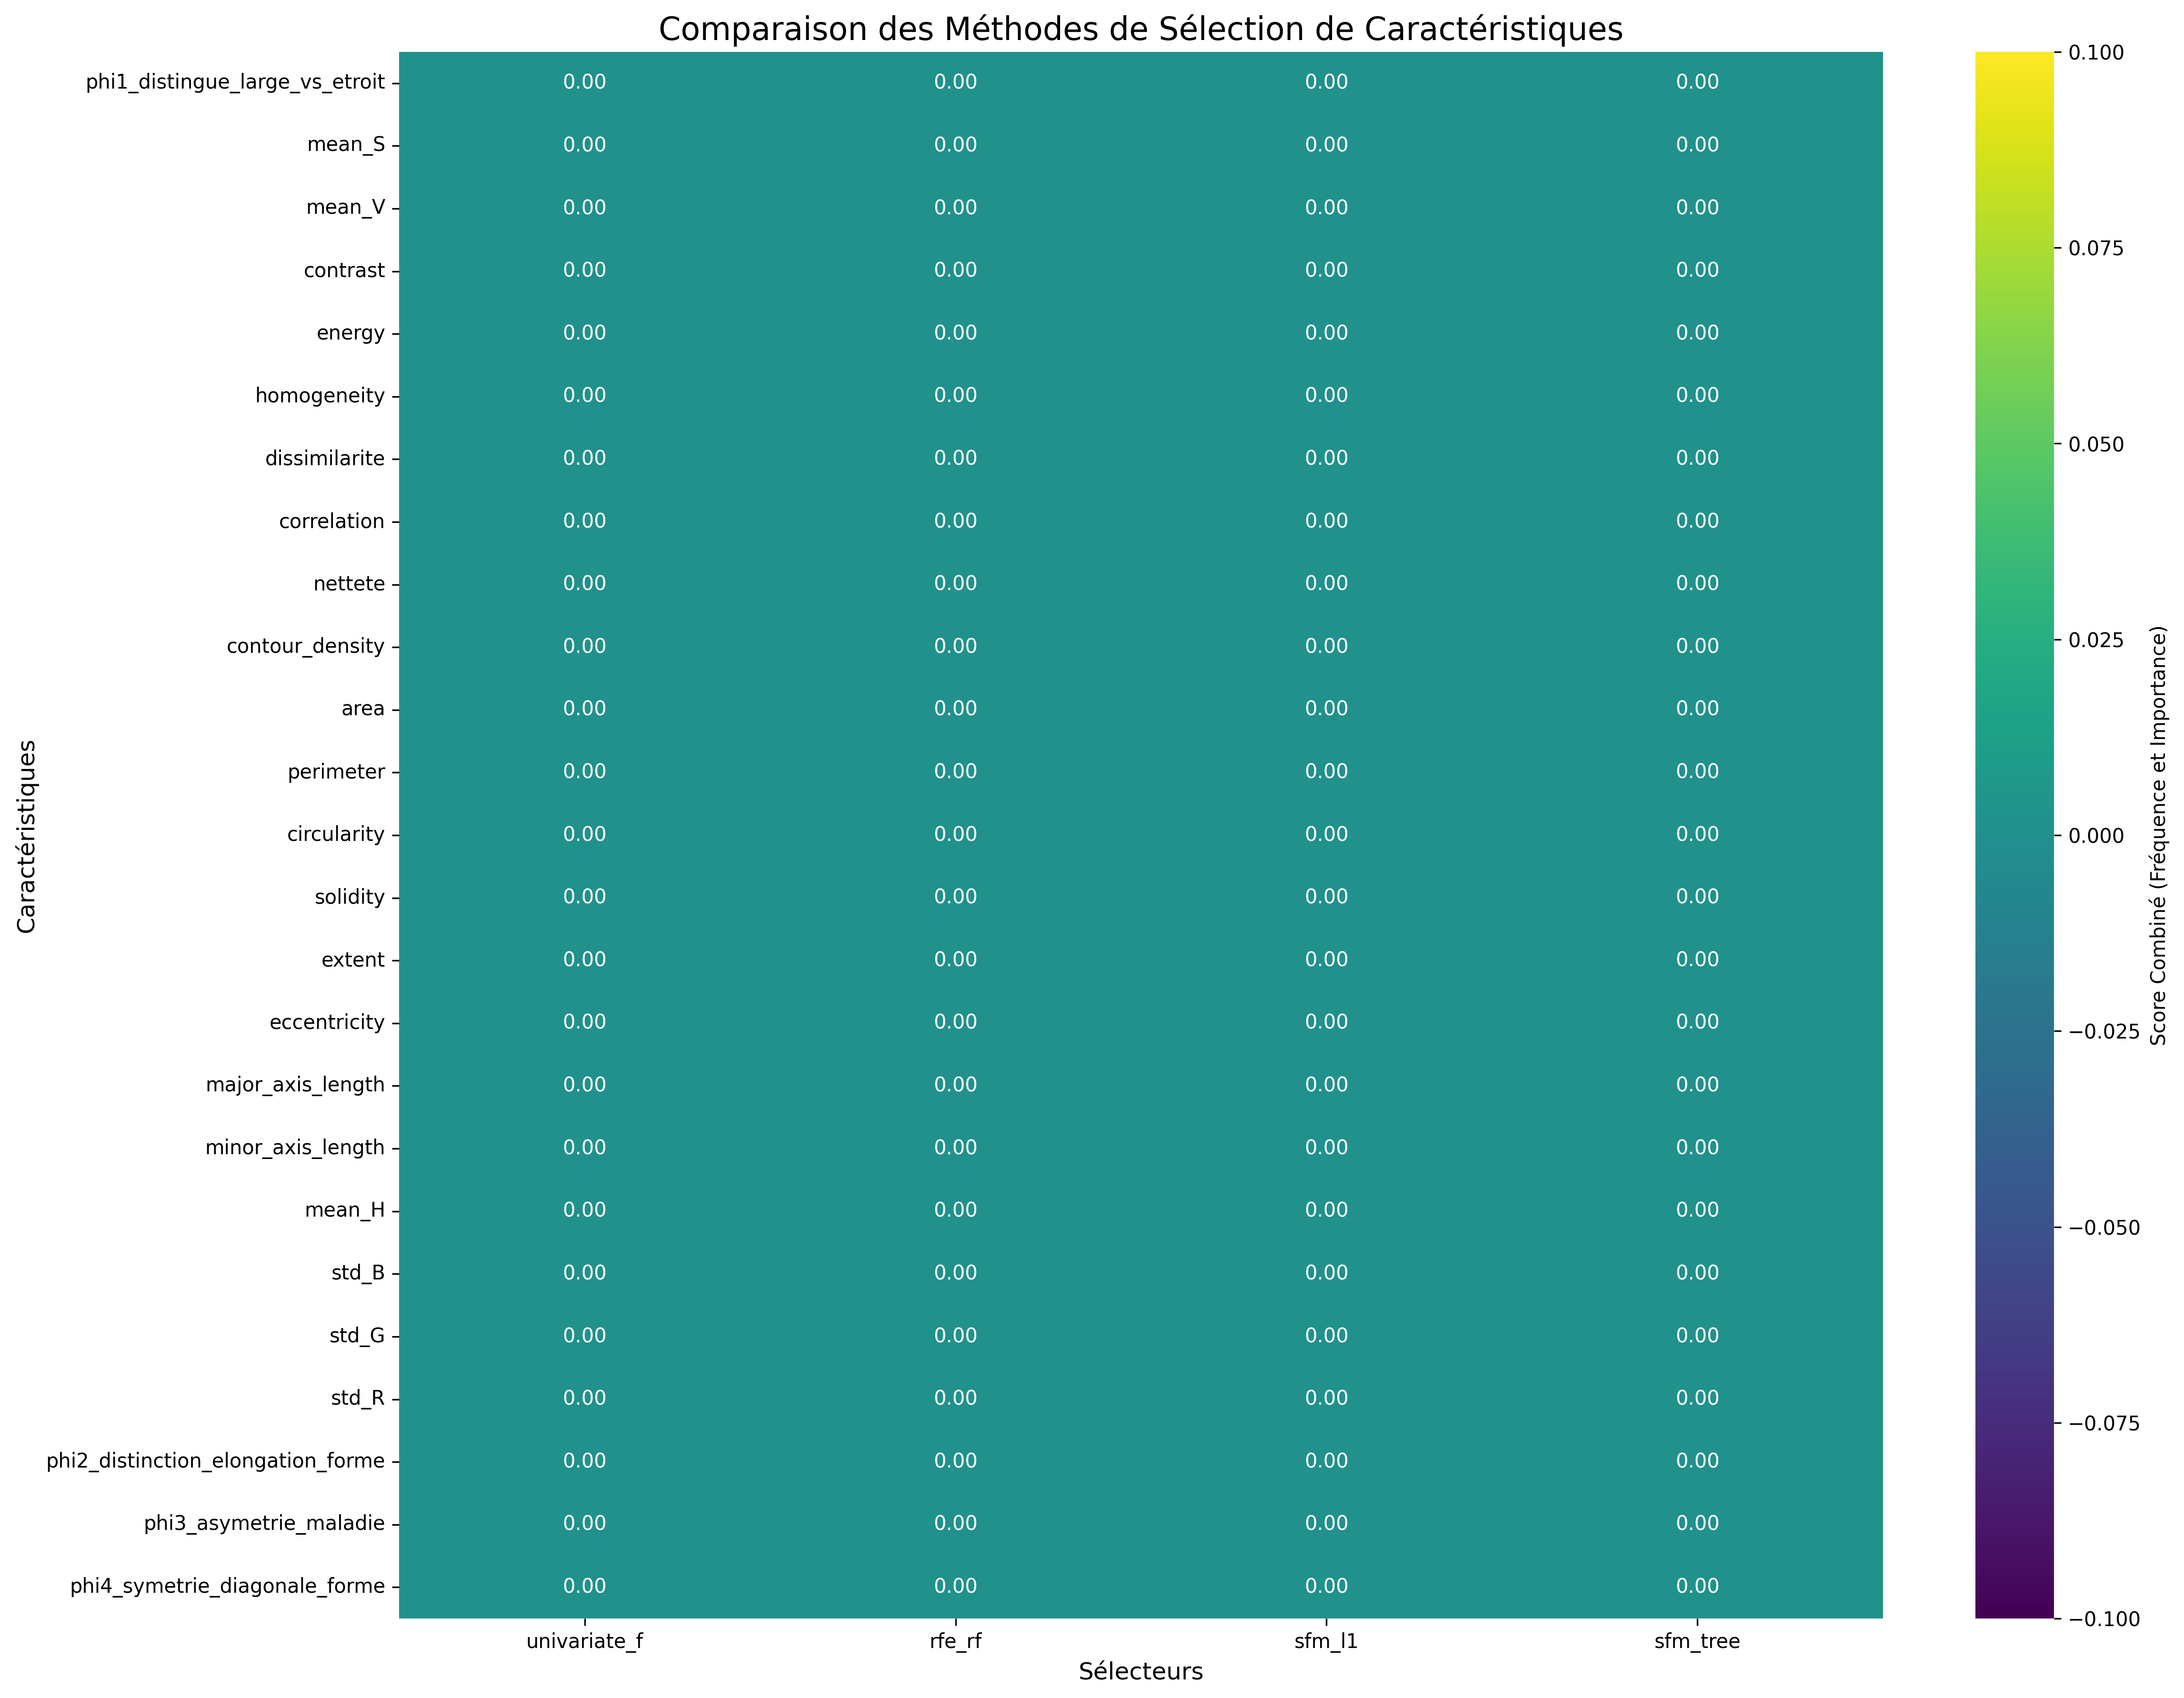 Comparaison des Méthodes de Sélection de Caractéristiques
phi1_distingue_large_vs_etroit 0.00 0.00 0.00 0.00
mean_S 0.00 0.00 0.00 0.00
mean_V 0.00 0.00 0.00 0.00
contrast 0.00 0.00 0.00 0.00
energy 0.00 0.00 0.00 0.00
homogeneity 0.00 0.00 0.00 0.00
dissimilarite 0.00 0.00 0.00 0.00
correlation 0.00 0.00 0.00 0.00
nettete 0.00 0.00 0.00 0.00
contour_density 0.00 0.00 0.00 0.00
area 0.00 0.00 0.00 0.00
perimeter 0.00 0.00 0.00 0.00
circularity 0.00 0.00 0.00 0.00
solidity 0.00 0.00 0.00 0.00
extent 0.00 0.00 0.00 0.00
eccentricity 0.00 0.00 0.00 0.00
major_axis_length 0.00 0.00 0.00 0.00
minor_axis_length 0.00 0.00 0.00 0.00
mean_H 0.00 0.00 0.00 0.00
std_B 0.00 0.00 0.00 0.00
std_G 0.00 0.00 0.00 0.00
std_R 0.00 0.00 0.00 0.00
phi2_distinction_elongation_forme 0.00 0.00 0.00 0.00
phi3_asymetrie_maladie 0.00 0.00 0.00 0.00
phi4_symetrie_diagonale_forme 0.00 0.00 0.00 0.00
univariate_f rfe_rf sfm_l1 sfm_tree
Sélecteurs
Caractéristiques
0.100
0.075
0.050
0.025
0.000
−0.025
−0.050
−0.075
−0.100
Score Combiné (Fréquence et Importance)